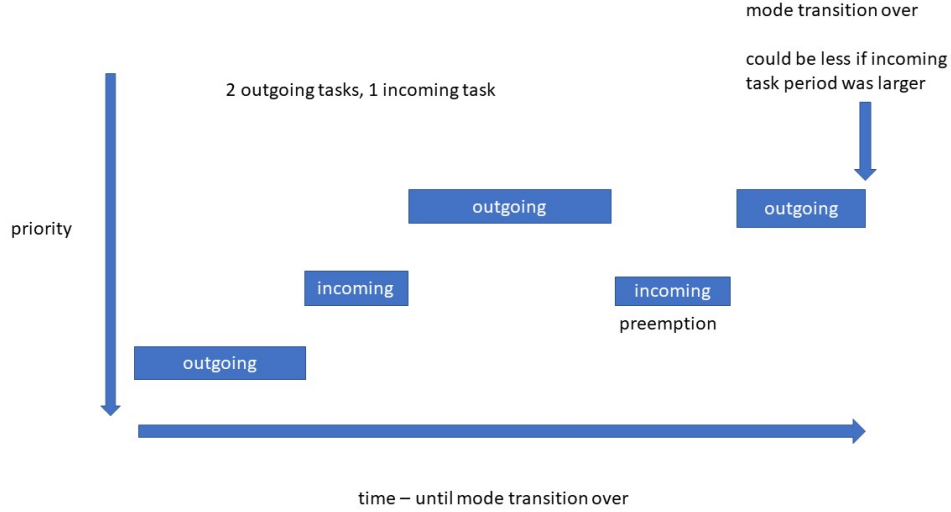 mode transition over
could be less if incoming
task period was larger
2 outgoing tasks, 1 incoming task
outgoing
outgoing
priority
incoming
incoming
preemption
outgoing
time – until mode transition over